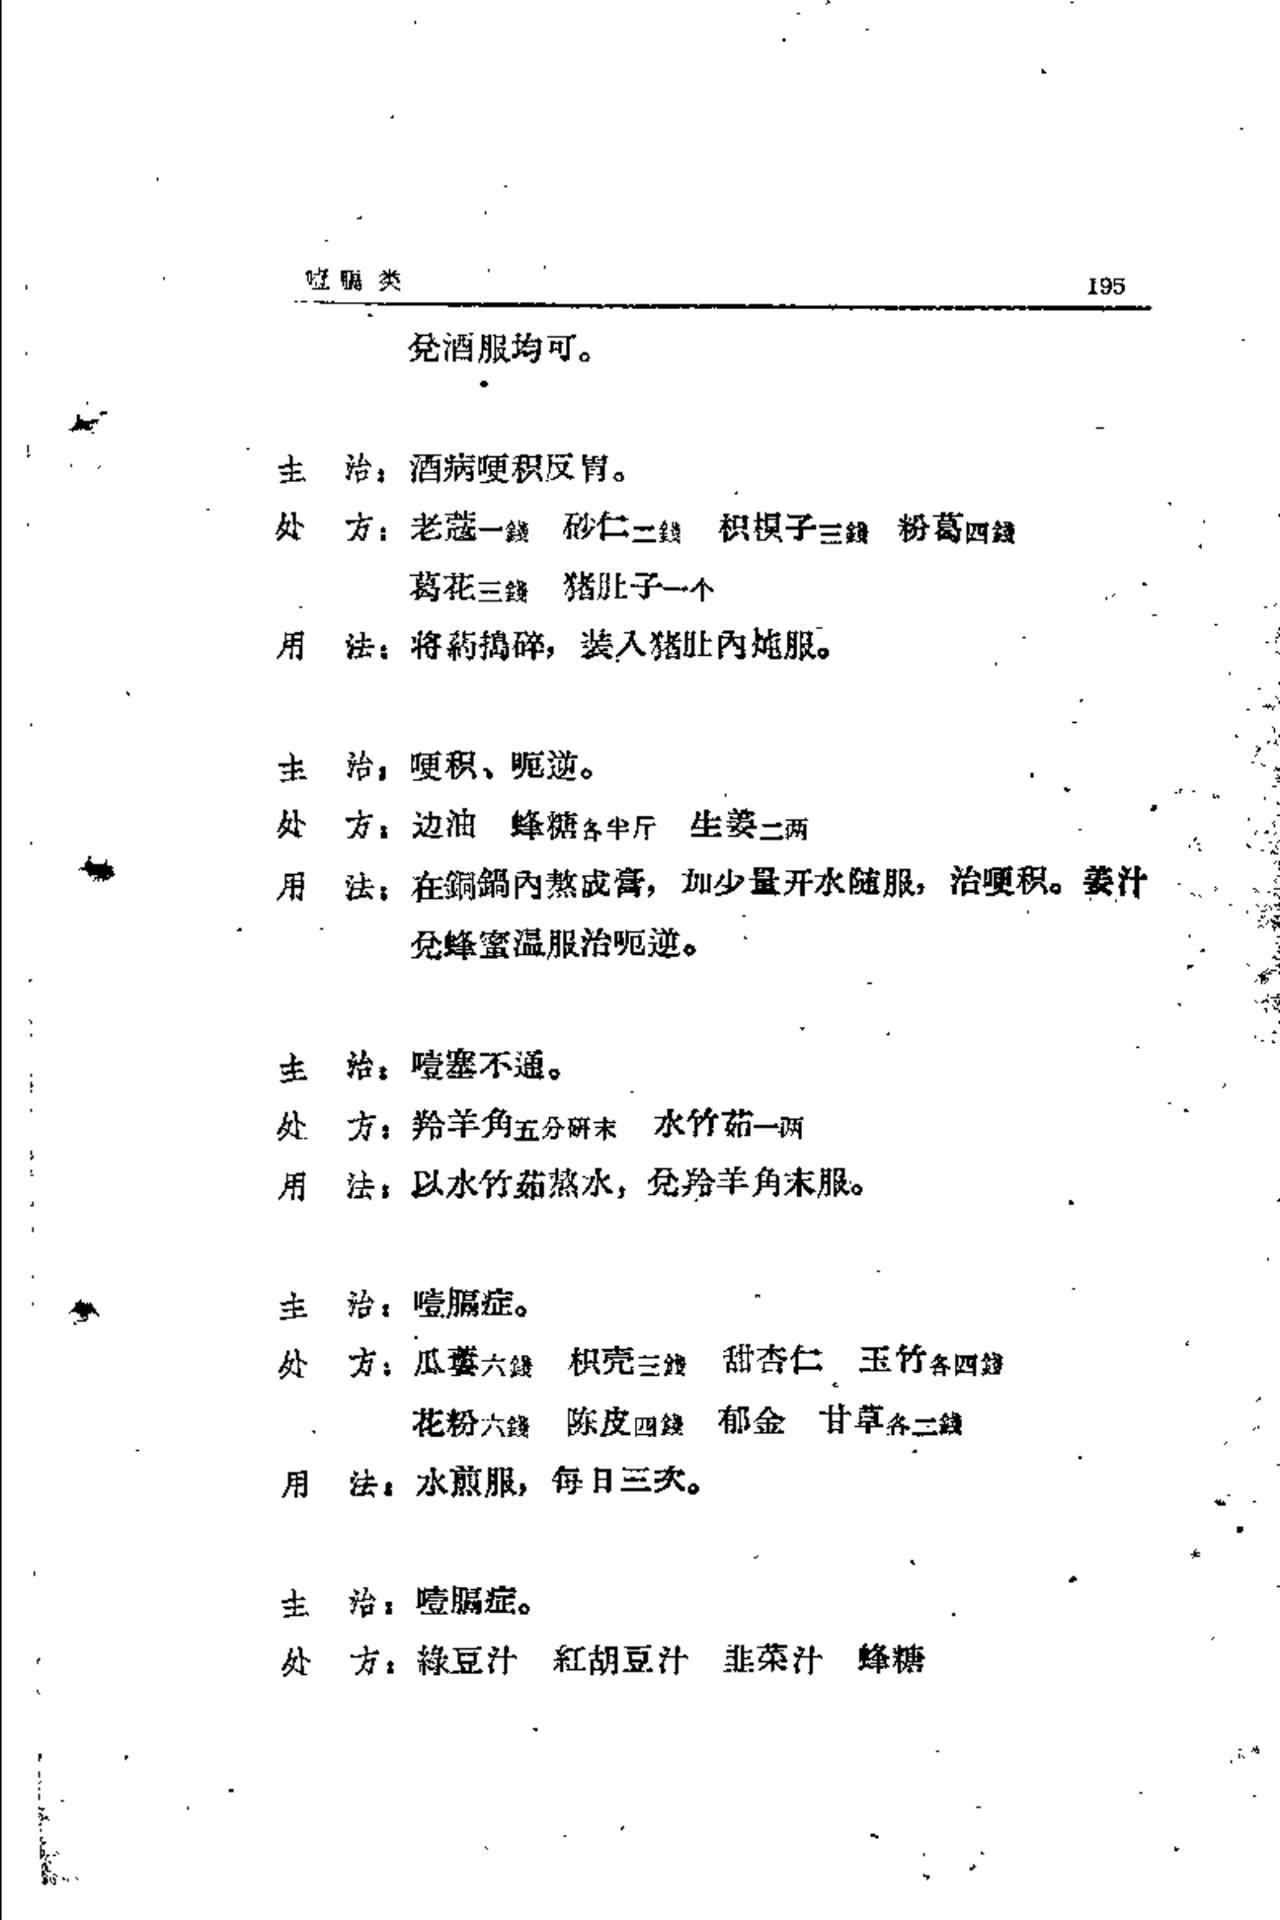 噎膈类 195
兌酒服均可。
主 治：酒病哽积反胃。
处 方：老蔻一錢 砂仁二錢 枳椇子三錢 粉葛四錢
葛花三錢 猪肚子一个
用 法：将药搗碎，装入猪肚內炖服。
主 治：哽积、呃逆。
处 方：边油 蜂糖各半斤 生姜二两
用 法：在銅鍋內熬成膏，加少量开水随服，治哽积。姜汁
兌蜂蜜温服治呃逆。
主 治：噎塞不通。
处 方：羚羊角五分研末 水竹茹一两
用 法：以水竹茹熬水，兌羚羊角末服。
主 治：噎膈症。
处 方：瓜蔞六錢 枳壳三錢 甜杏仁 玉竹各四錢
花粉六錢 陈皮四錢 郁金 甘草各二錢
用 法：水煎服，每日三次。
主 治：噎膈症。
处 方：綠豆汁 紅胡豆汁 韭菜汁 蜂糖